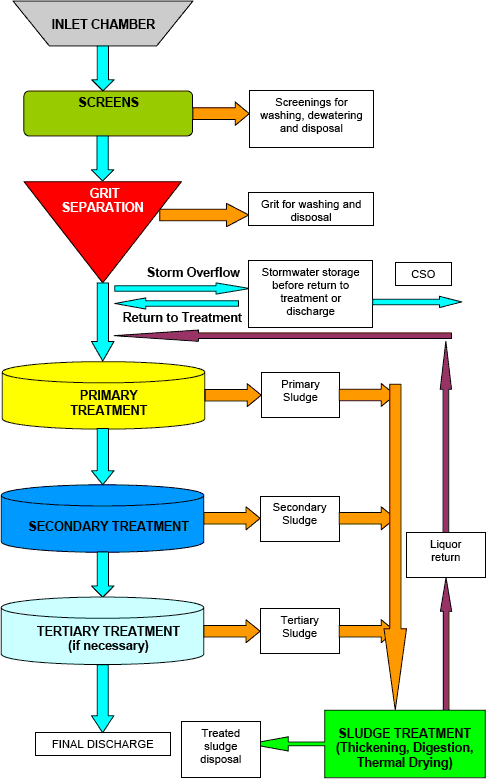 INLET CHAMBER
SCREENS
Screenings for
washing, dewatering
and disposal
GRIT
SEPARATION
Grit for washing and
disposal
Storm Overflow
Return to Treatment
Stormwater storage
before return to
treatment or
discharge
CSO
PRIMARY
TREATMENT
Primary
Sludge
SECONDARY TREATMENT
Secondary
Sludge
Liquor
return
TERTIARY TREATMENT
(if necessary)
Tertiary
Sludge
FINAL DISCHARGE
Treated
sludge
disposal
SLUDGE TREATMENT
(Thickening, Digestion,
Thermal Drying)